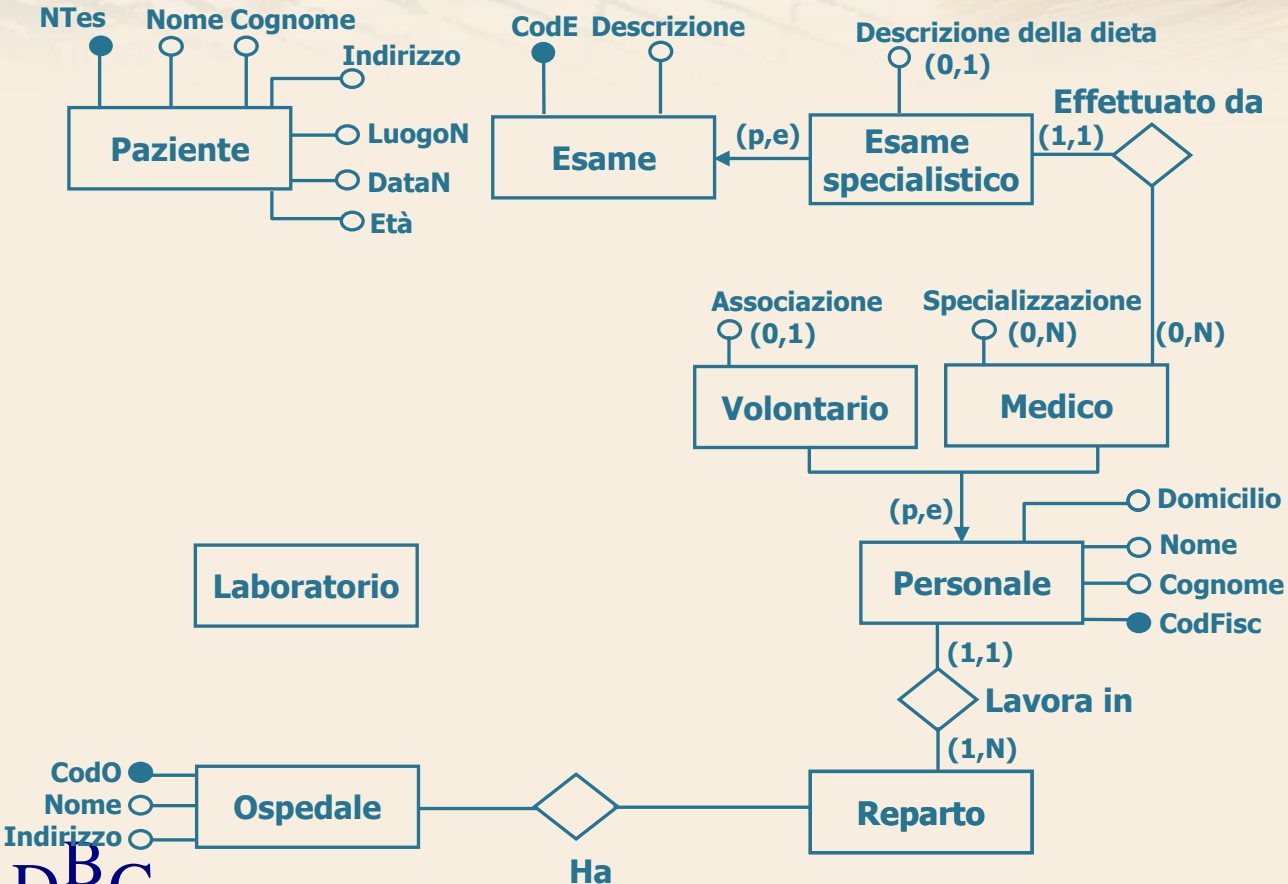 NTes
Nome Cognome
Indirizzo
Paziente
LuogoN
DataN
Età
CodE Descrizione
Esame
(p,e)
Descrizione della dieta
(0,1)
Esame
specialistico
Effettuato da
(1,1)
(0,N)
Associazione
(0,1)
Volontario
Specializzazione
(0,N)
Medico
(p,e)
Personale
Domicilio
Nome
Cognome
CodFisc
(1,1)
Lavora in
(1,N)
Laboratorio
CodO
Nome
Indirizzo
Ospedale
Ha
Reparto
DBG